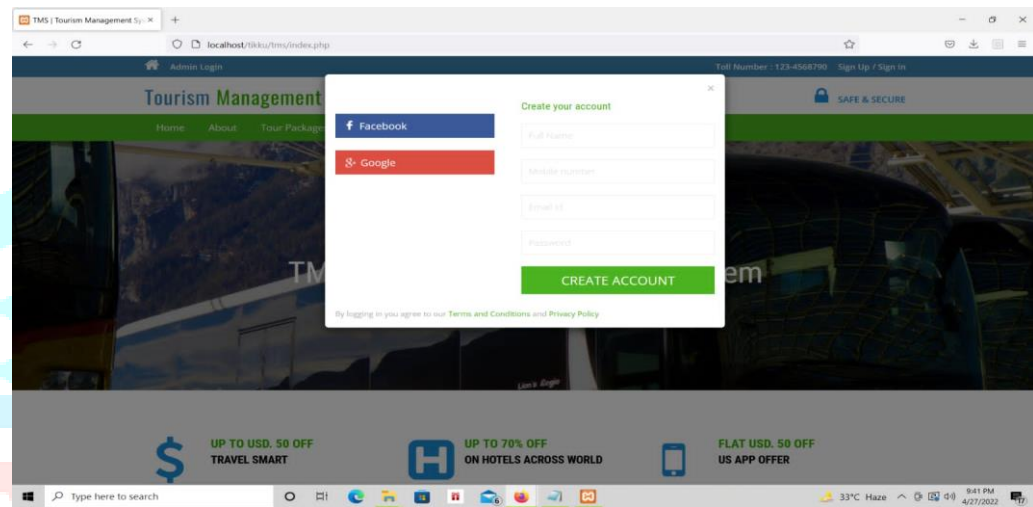 TMS | Tourism Management Sy
localhost/tikku/tms/index.php
Admin Login
Toll Number : 123-4568790 Sign Up / Sign In
Tourism Management
SAFE & SECURE
Home About Tour Packages
Create your account
Facebook
Google
Full Name
Mobile number
Email id
Password
CREATE ACCOUNT
By logging in you agree to our Terms and Conditions and Privacy Policy
TM
em
Lion's Regio
UP TO USD. 50 OFF
TRAVEL SMART
UP TO 70% OFF
ON HOTELS ACROSS WORLD
FLAT USD. 50 OFF
US APP OFFER
Type here to search
33°C Haze
9:41 PM
4/27/2022